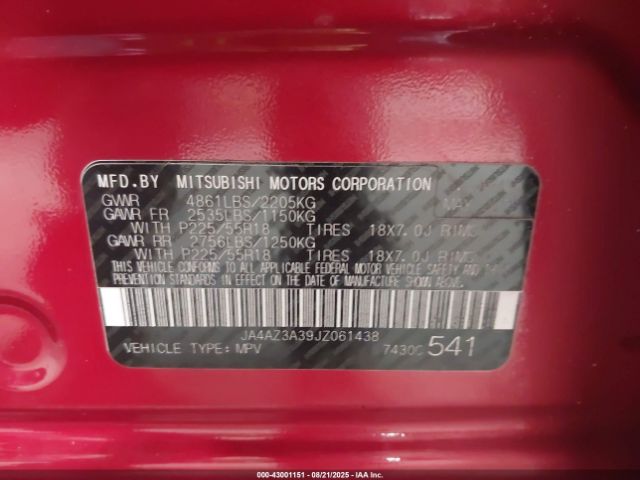 MFD.BY MITSUBISHI MOTORS CORPORATION
GVWR 4861LBS/2205KG MAY
GAWR FR 2535LBS/1150KG
WITH P225/55R18 TIRES 18X7.0J RIMS
GAWR RR 2756LBS/1250KG
WITH P225/55R18 TIRES 18X7.0J RIMS
THIS VEHICLE CONFORMS TO ALL APPLICABLE FEDERAL MOTOR VEHICLE SAFETY AND THEFT
PREVENTION STANDARDS IN EFFECT ON THE DATE OF MANUFACTURE SHOWN ABOVE.
JA4AZ3A39JZ061438
VEHICLE TYPE: MPV 7430C 541
000-43001151 - 08/21/2025 - IAA Inc.